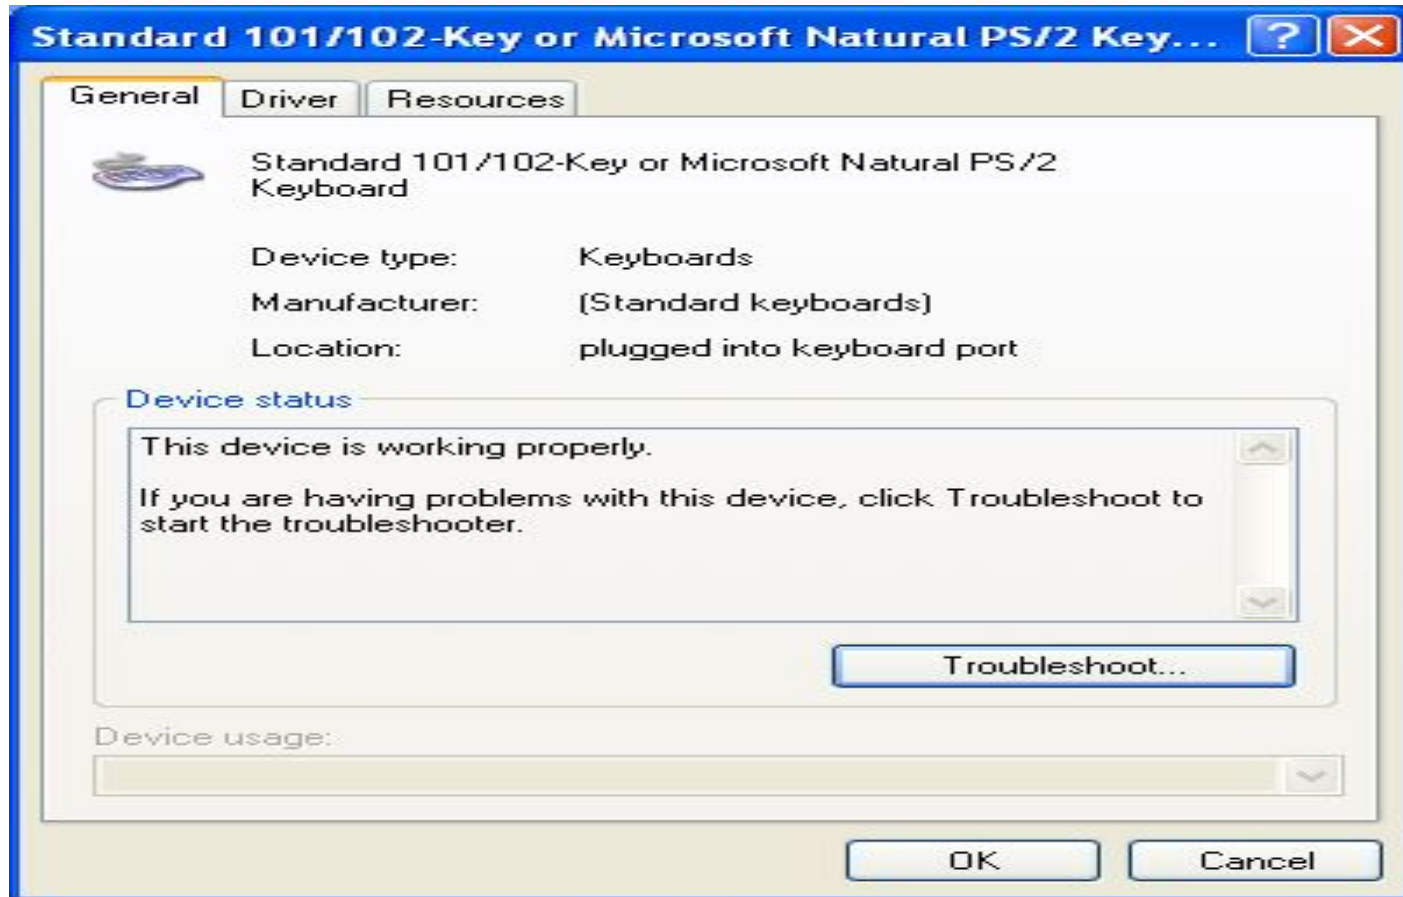 Standard 101/102-Key or Microsoft Natural PS/2 Key...
General Driver Resources
Standard 101/102-Key or Microsoft Natural PS/2
Keyboard
Device type: Keyboards
Manufacturer: (Standard keyboards)
Location: plugged into keyboard port
Device status
This device is working properly.
If you are having problems with this device, click Troubleshoot to
start the troubleshooter.
Troubleshoot...
Device usage:
OK Cancel